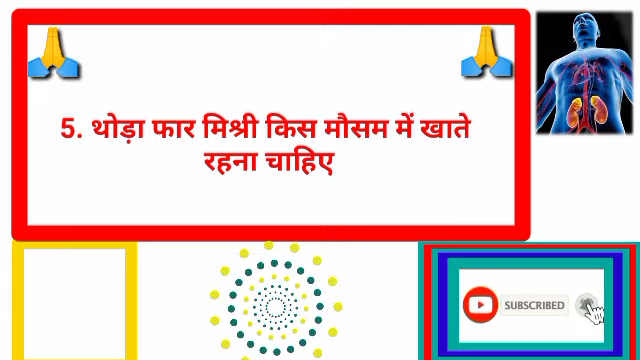 5. थोड़ा फार मिश्री किस मौसम में खाते
रहना चाहिए
SUBSCRIBED